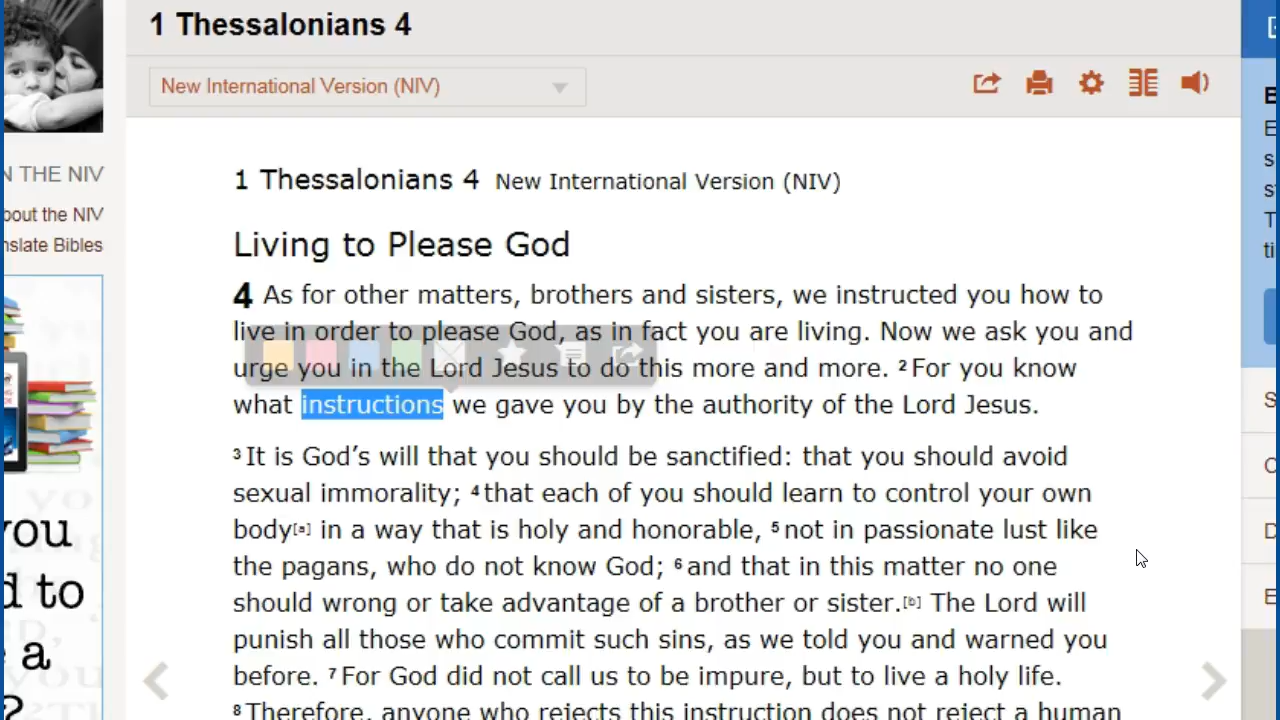 1 Thessalonians 4
New International Version (NIV)
N THE NIV
bout the NIV
nslate Bibles
1 Thessalonians 4 New International Version (NIV)
Living to Please God
4 As for other matters, brothers and sisters, we instructed you how to
live in order to please God, as in fact you are living. Now we ask you and
urge you in the Lord Jesus to do this more and more. 2 For you know
what instructions we gave you by the authority of the Lord Jesus.
3 It is God’s will that you should be sanctified: that you should avoid
sexual immorality; 4 that each of you should learn to control your own
body[a] in a way that is holy and honorable, 5 not in passionate lust like
the pagans, who do not know God; 6 and that in this matter no one
should wrong or take advantage of a brother or sister.[b] The Lord will
punish all those who commit such sins, as we told you and warned you
before. 7 For God did not call us to be impure, but to live a holy life.
8 Therefore, anyone who rejects this instruction does not reject a human
you
d to
e a
?